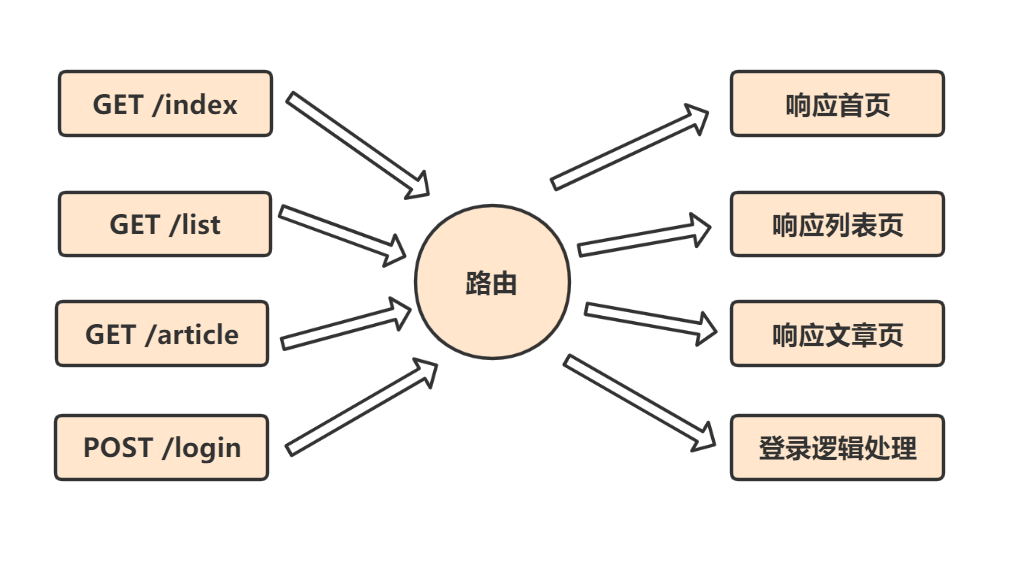 GET /index
响应首页
GET /list
响应列表页
路由
GET /article
响应文章页
POST /login
登录逻辑处理